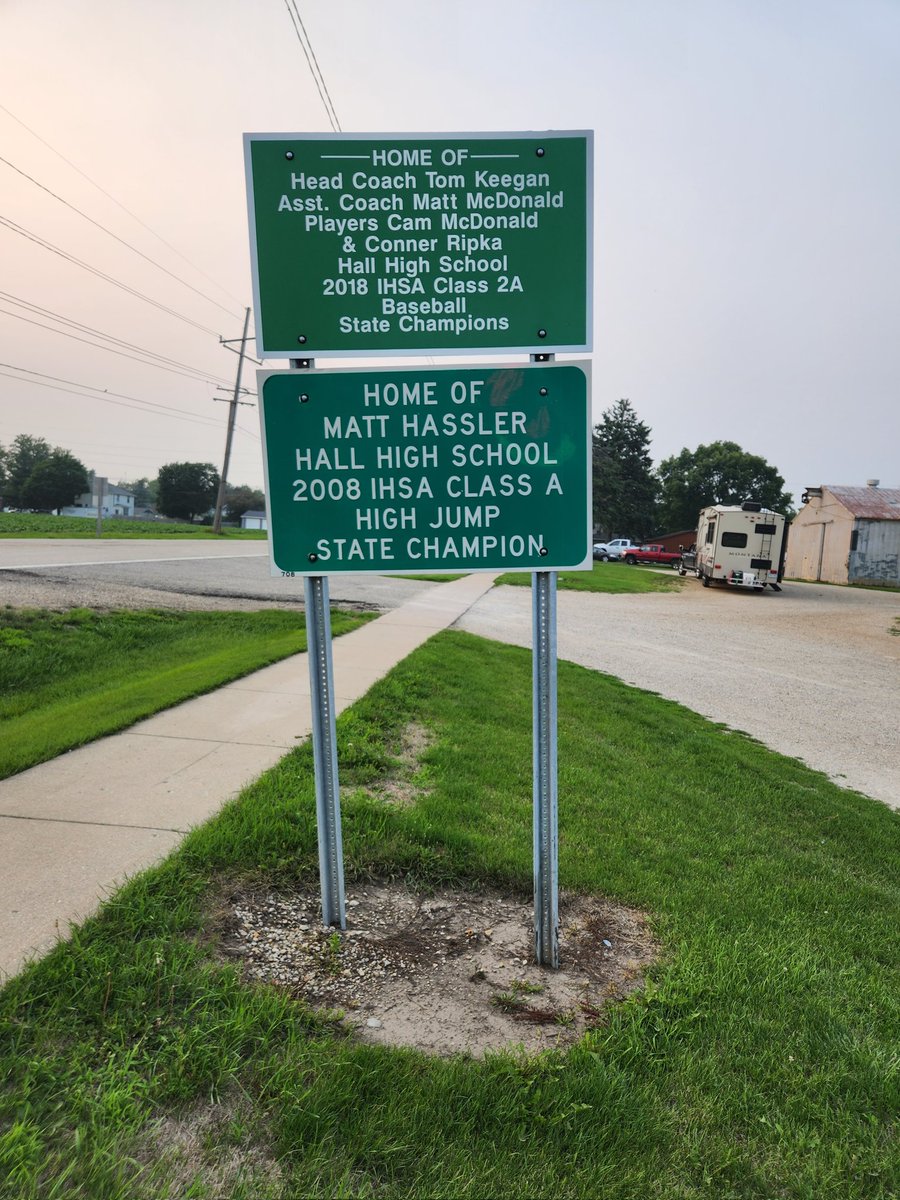 HOME OF
Head Coach Tom Keegan
Asst. Coach Matt McDonald
Players Cam McDonald
& Conner Ripka
Hall High School
2018 IHSA Class 2A
Baseball
State Champions
HOME OF
MATT HASSLER
HALL HIGH SCHOOL
2008 IHSA CLASS A
HIGH JUMP
STATE CHAMPION
708
MONTANA